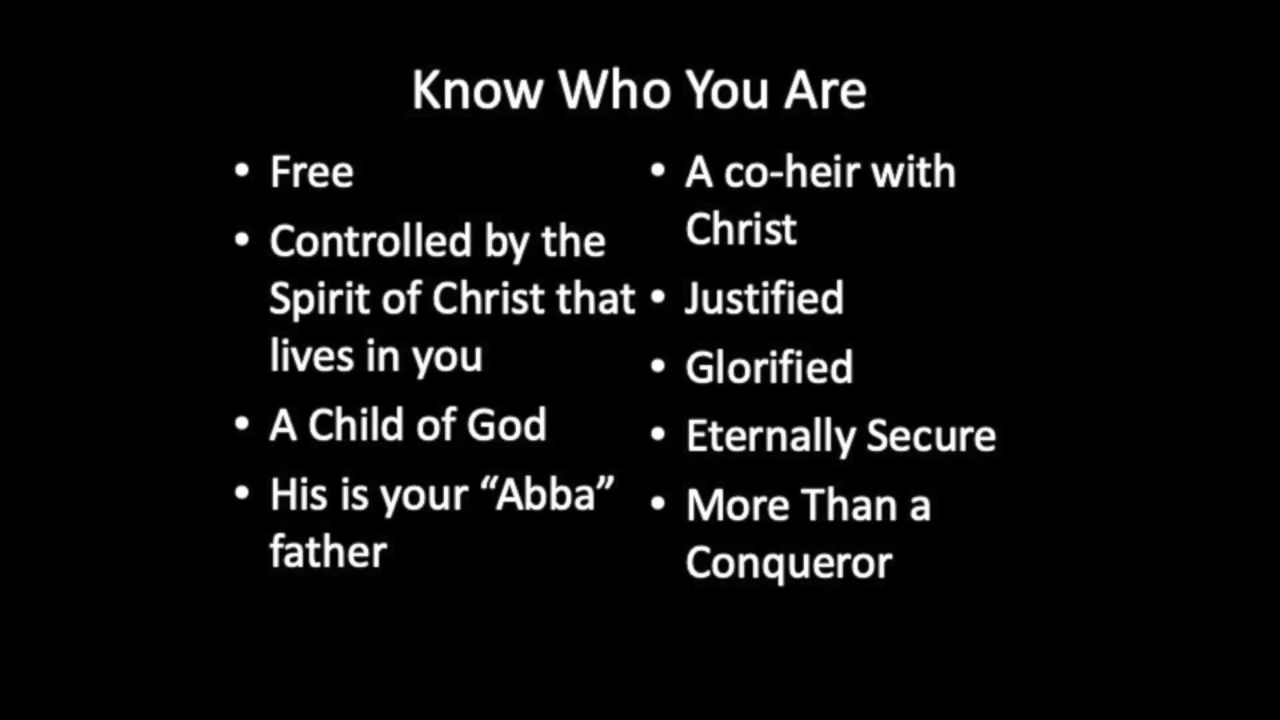 Know Who You Are
• Free
• Controlled by the
Spirit of Christ that
lives in you
• A Child of God
• His is your “Abba”
father
• A co-heir with
Christ
• Justified
• Glorified
• Eternally Secure
• More Than a
Conqueror